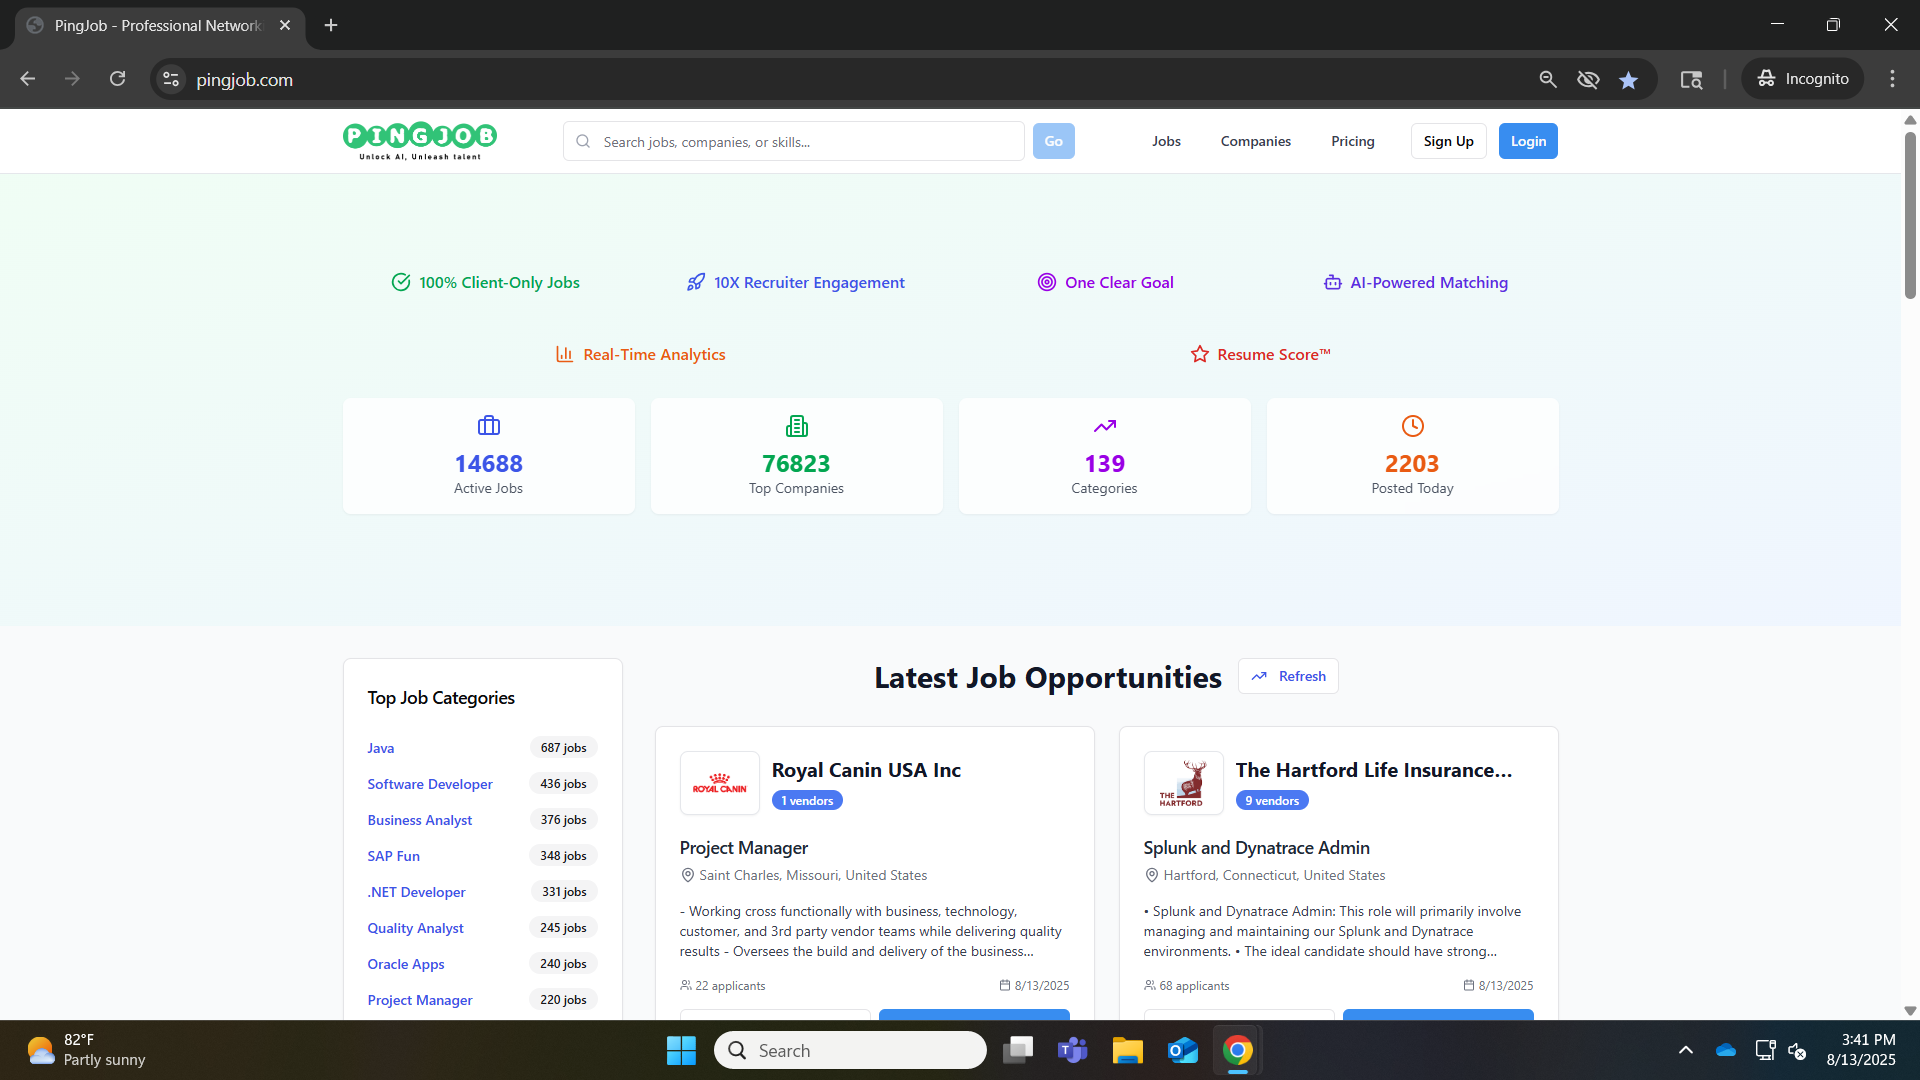 PingJob - Professional Network
pingjob.com
Incognito
PINGJOB
Unlock AI, Unleash talent
Search jobs, companies, or skills...
Go
Jobs
Companies
Pricing
Sign Up
Login
100% Client-Only Jobs
10X Recruiter Engagement
One Clear Goal
AI-Powered Matching
Real-Time Analytics
Resume Score™
14688
Active Jobs
76823
Top Companies
139
Categories
2203
Posted Today
Top Job Categories
Java 687 jobs
Software Developer 436 jobs
Business Analyst 376 jobs
SAP Fun 348 jobs
.NET Developer 331 jobs
Quality Analyst 245 jobs
Oracle Apps 240 jobs
Project Manager 220 jobs
Latest Job Opportunities
Refresh
ROYAL CANIN
Royal Canin USA Inc
1 vendors
Project Manager
Saint Charles, Missouri, United States
- Working cross functionally with business, technology,
customer, and 3rd party vendor teams while delivering quality
results - Oversees the build and delivery of the business...
22 applicants
8/13/2025
THE
HARTFORD
The Hartford Life Insurance...
9 vendors
Splunk and Dynatrace Admin
Hartford, Connecticut, United States
• Splunk and Dynatrace Admin: This role will primarily involve
managing and maintaining our Splunk and Dynatrace
environments. • The ideal candidate should have strong...
68 applicants
8/13/2025
82°F
Partly sunny
Search
3:41 PM
8/13/2025